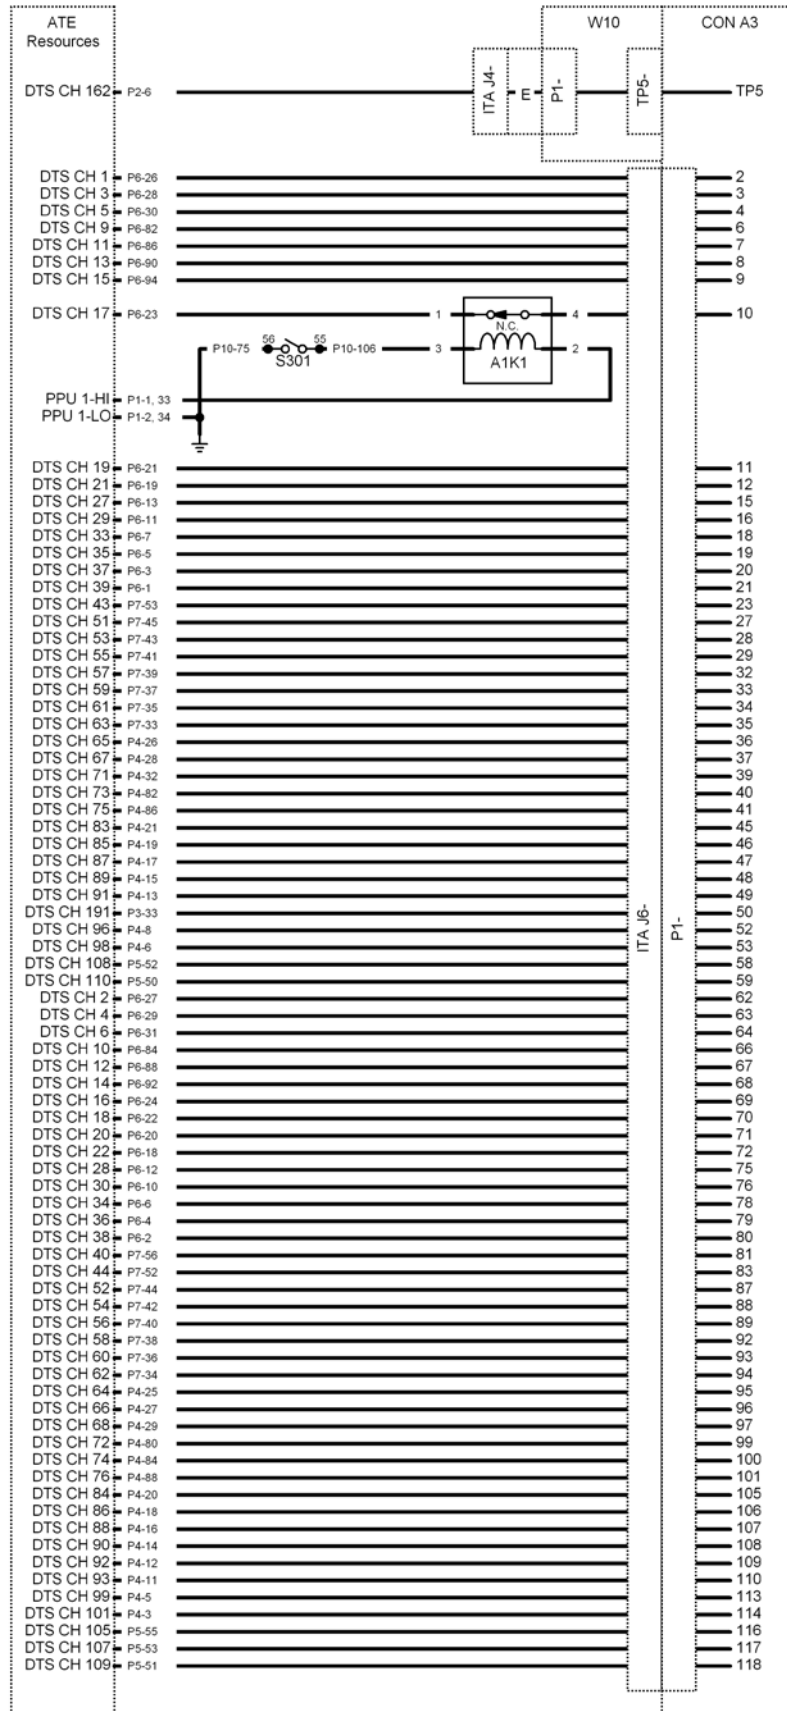 ATE W10 CON A3
Resources
DTS CH 162 P2-6 ITA J4- E P1- TP5- TP5
DTS CH 1 P6-26 2
DTS CH 3 P6-28 3
DTS CH 5 P6-30 4
DTS CH 9 P6-82 6
DTS CH 11 P6-86 7
DTS CH 13 P6-90 8
DTS CH 15 P6-94 9
DTS CH 17 P6-23 1 4 10
N.C.
P10-75 56 55 P10-106 3 2
S301 A1K1
PPU 1-HI P1-1, 33
PPU 1-LO P1-2, 34
DTS CH 19 P6-21 11
DTS CH 21 P6-19 12
DTS CH 27 P6-13 15
DTS CH 29 P6-11 16
DTS CH 33 P6-7 18
DTS CH 35 P6-5 19
DTS CH 37 P6-3 20
DTS CH 39 P6-1 21
DTS CH 43 P7-53 23
DTS CH 51 P7-45 27
DTS CH 53 P7-43 28
DTS CH 55 P7-41 29
DTS CH 57 P7-39 32
DTS CH 59 P7-37 33
DTS CH 61 P7-35 34
DTS CH 63 P7-33 35
DTS CH 65 P4-26 36
DTS CH 67 P4-28 37
DTS CH 71 P4-32 39
DTS CH 73 P4-82 40
DTS CH 75 P4-86 41
DTS CH 83 P4-21 45
DTS CH 85 P4-19 46
DTS CH 87 P4-17 47
DTS CH 89 P4-15 48
DTS CH 91 P4-13 49
DTS CH 191 P3-33 50
DTS CH 96 P4-8 ITA J6- P1- 52
DTS CH 98 P4-6 53
DTS CH 108 P5-52 58
DTS CH 110 P5-50 59
DTS CH 2 P6-27 62
DTS CH 4 P6-29 63
DTS CH 6 P6-31 64
DTS CH 10 P6-84 66
DTS CH 12 P6-88 67
DTS CH 14 P6-92 68
DTS CH 16 P6-24 69
DTS CH 18 P6-22 70
DTS CH 20 P6-20 71
DTS CH 22 P6-18 72
DTS CH 28 P6-12 75
DTS CH 30 P6-10 76
DTS CH 34 P6-6 78
DTS CH 36 P6-4 79
DTS CH 38 P6-2 80
DTS CH 40 P7-56 81
DTS CH 44 P7-52 83
DTS CH 52 P7-44 87
DTS CH 54 P7-42 88
DTS CH 56 P7-40 89
DTS CH 58 P7-38 92
DTS CH 60 P7-36 93
DTS CH 62 P7-34 94
DTS CH 64 P4-25 95
DTS CH 66 P4-27 96
DTS CH 68 P4-29 97
DTS CH 72 P4-80 99
DTS CH 74 P4-84 100
DTS CH 76 P4-88 101
DTS CH 84 P4-20 105
DTS CH 86 P4-18 106
DTS CH 88 P4-16 107
DTS CH 90 P4-14 108
DTS CH 92 P4-12 109
DTS CH 93 P4-11 110
DTS CH 99 P4-5 113
DTS CH 101 P4-3 114
DTS CH 105 P5-55 116
DTS CH 107 P5-53 117
DTS CH 109 P5-51 118